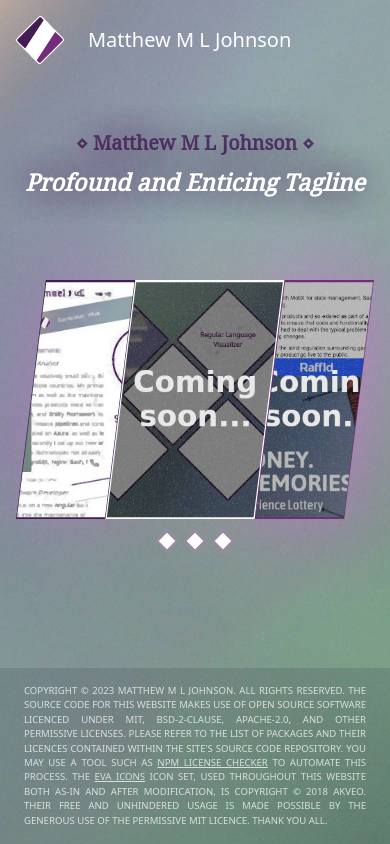 Matthew M L Johnson
⋄ Matthew M L Johnson ⋄
Profound and Enticing Tagline
Curriculum Vitae
Software Developer
Regular Language
Visualizer
Coming
soon...
Raffld
Comin
soon.
ONEY.
EMORIES
ience Lottery
COPYRIGHT © 2023 MATTHEW M L JOHNSON. ALL RIGHTS RESERVED. THE
SOURCE CODE FOR THIS WEBSITE MAKES USE OF OPEN SOURCE SOFTWARE
LICENCED UNDER MIT, BSD-2-CLAUSE, APACHE-2.0, AND OTHER
PERMISSIVE LICENSES. PLEASE REFER TO THE LIST OF PACKAGES AND THEIR
LICENCES CONTAINED WITHIN THE SITE'S SOURCE CODE REPOSITORY. YOU
MAY USE A TOOL SUCH AS NPM LICENSE CHECKER TO AUTOMATE THIS
PROCESS. THE EVA ICONS ICON SET, USED THROUGHOUT THIS WEBSITE
BOTH AS-IN AND AFTER MODIFICATION, IS COPYRIGHT © 2018 AKVEO.
THEIR FREE AND UNHINDERED USAGE IS MADE POSSIBLE BY THE
GENEROUS USE OF THE PERMISSIVE MIT LICENCE. THANK YOU ALL.